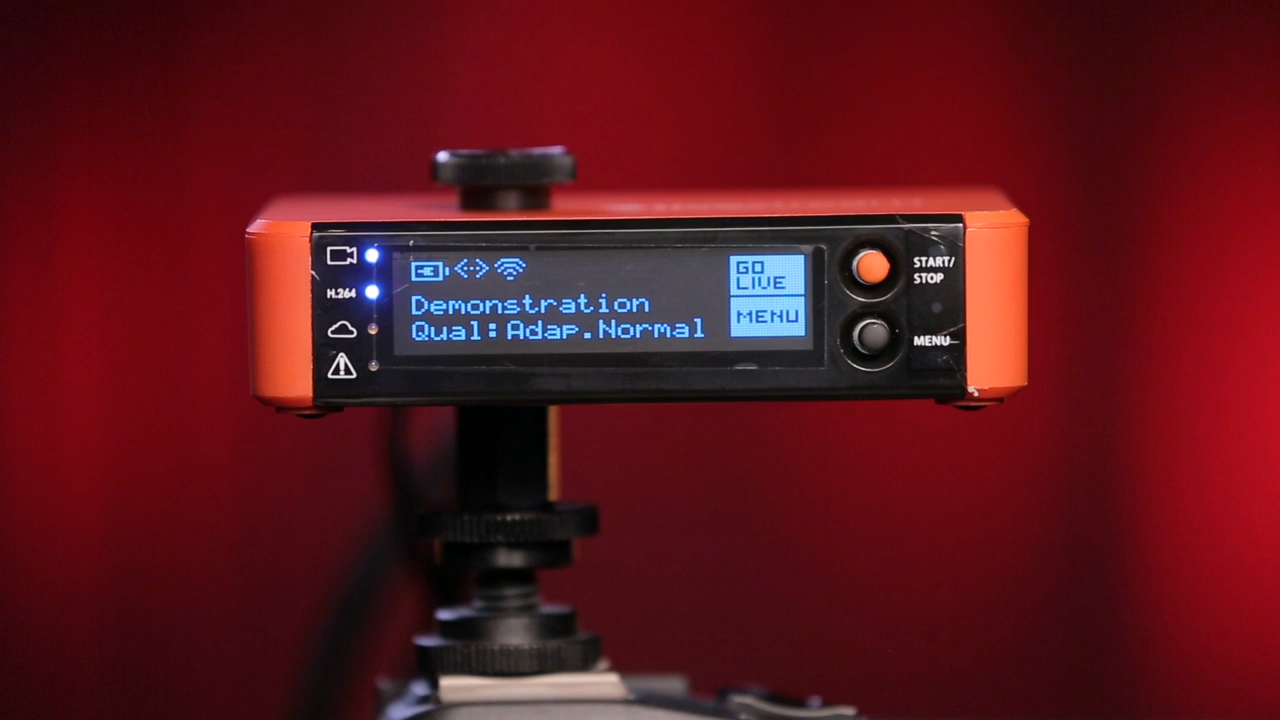 H.264
Demonstration
Qual:Adap.Normal
GO
LIVE
MENU
START/
STOP
MENU